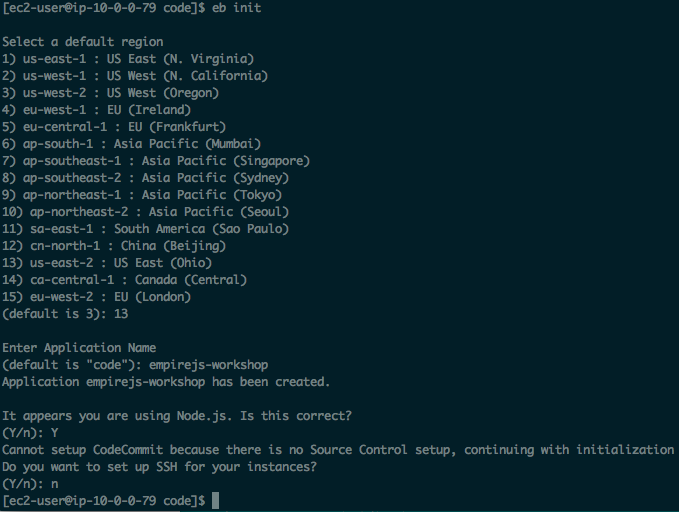 [ec2-user@ip-10-0-0-79 code]$ eb init
Select a default region
1) us-east-1 : US East (N. Virginia)
2) us-west-1 : US West (N. California)
3) us-west-2 : US West (Oregon)
4) eu-west-1 : EU (Ireland)
5) eu-central-1 : EU (Frankfurt)
6) ap-south-1 : Asia Pacific (Mumbai)
7) ap-southeast-1 : Asia Pacific (Singapore)
8) ap-southeast-2 : Asia Pacific (Sydney)
9) ap-northeast-1 : Asia Pacific (Tokyo)
10) ap-northeast-2 : Asia Pacific (Seoul)
11) sa-east-1 : South America (Sao Paulo)
12) cn-north-1 : China (Beijing)
13) us-east-2 : US East (Ohio)
14) ca-central-1 : Canada (Central)
15) eu-west-2 : EU (London)
(default is 3): 13
Enter Application Name
(default is "code"): empirejs-workshop
Application empirejs-workshop has been created.
It appears you are using Node.js. Is this correct?
(Y/n): Y
Cannot setup CodeCommit because there is no Source Control setup, continuing with initialization
Do you want to set up SSH for your instances?
(Y/n): n
[ec2-user@ip-10-0-0-79 code]$